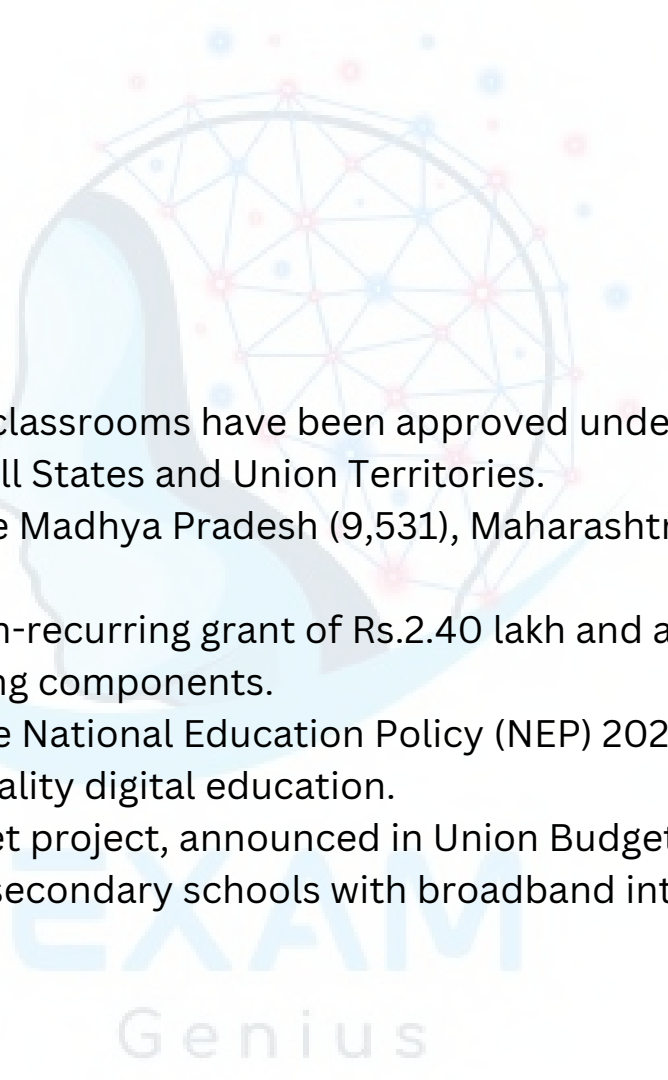 classrooms have been approved unde
ll States and Union Territories.
e Madhya Pradesh (9,531), Maharashtr
n-recurring grant of Rs.2.40 lakh and a
ng components.
e National Education Policy (NEP) 202
ality digital education.
et project, announced in Union Budget
secondary schools with broadband int
EXAM
Genius